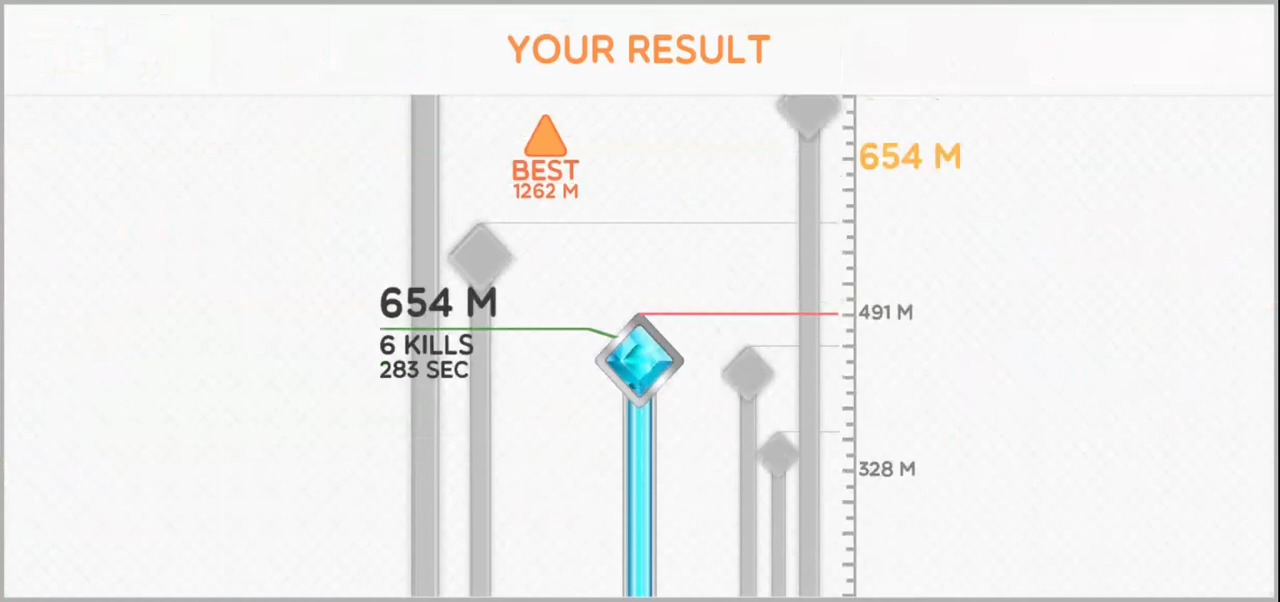 YOUR RESULT
BEST
1262 M
654 M
654 M
6 KILLS
283 SEC
491 M
328 M